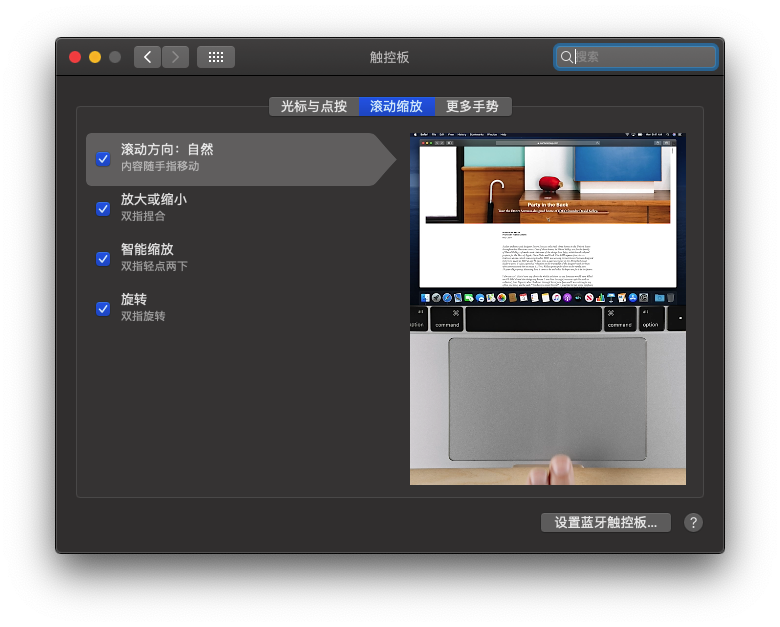 触控板
搜索
光标与点按
滚动缩放
更多手势
滚动方向：自然
内容随手指移动
放大或缩小
双指捏合
智能缩放
双指轻点两下
旋转
双指旋转
Party in the Back
⌘
command
⌘
command
option
设置蓝牙触控板...
?